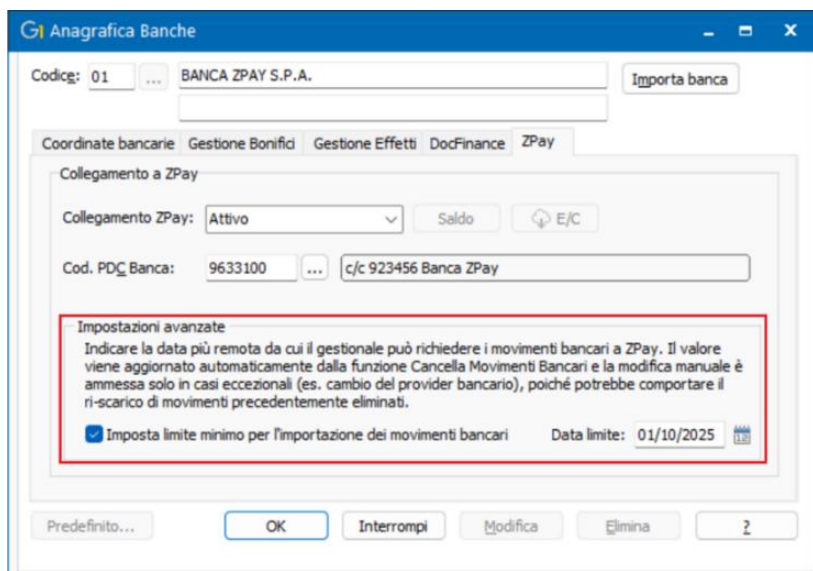 G1 Anagrafica Banche
Codice: 01 ... BANCA ZPAY S.P.A. Importa banca
Coordinate bancarie Gestione Bonifici Gestione Effetti DocFinance ZPay
Collegamento a ZPay
Collegamento ZPay: Attivo Saldo E/C
Cod. PDC Banca: 9633100 ... c/c 923456 Banca ZPay
Impostazioni avanzate
Indicare la data più remota da cui il gestionale può richiedere i movimenti bancari a ZPay. Il valore
viene aggiornato automaticamente dalla funzione Cancella Movimenti Bancari e la modifica manuale è
ammessa solo in casi eccezionali (es. cambio del provider bancario), poiché potrebbe comportare il
ri-scarico di movimenti precedentemente eliminati.
Imposta limite minimo per l'importazione dei movimenti bancari Data limite: 01/10/2025 12
Predefinito... OK Interrompi Modifica Elimina ?